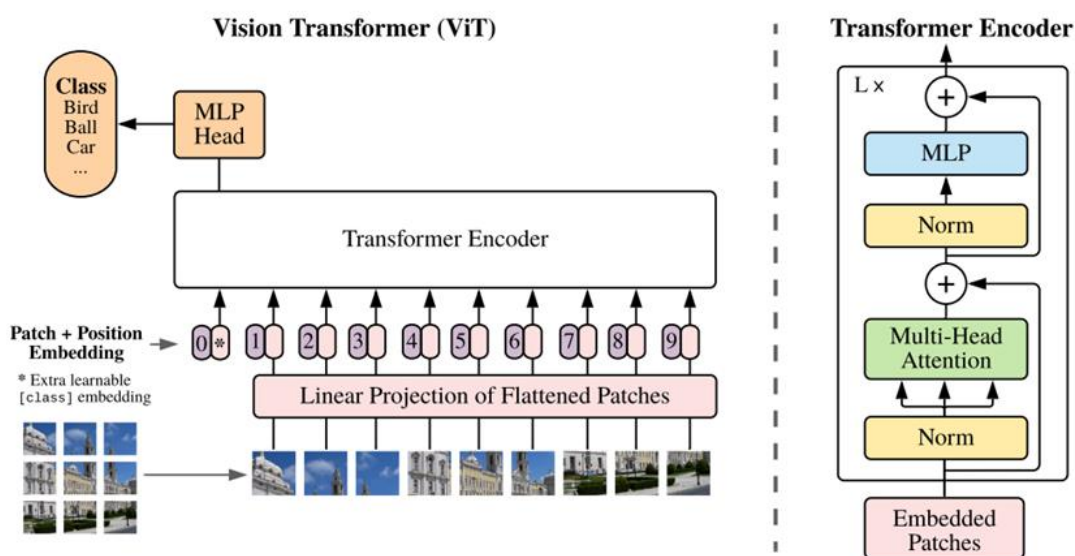 Vision Transformer (ViT)
Class
Bird
Ball
Car
...
MLP
Head
Transformer Encoder
Patch + Position
Embedding
0 * 1 2 3 4 5 6 7 8 9
* Extra learnable
[class] embedding
Linear Projection of Flattened Patches
Transformer Encoder
L x
+
MLP
Norm
+
Multi-Head
Attention
Norm
Embedded
Patches